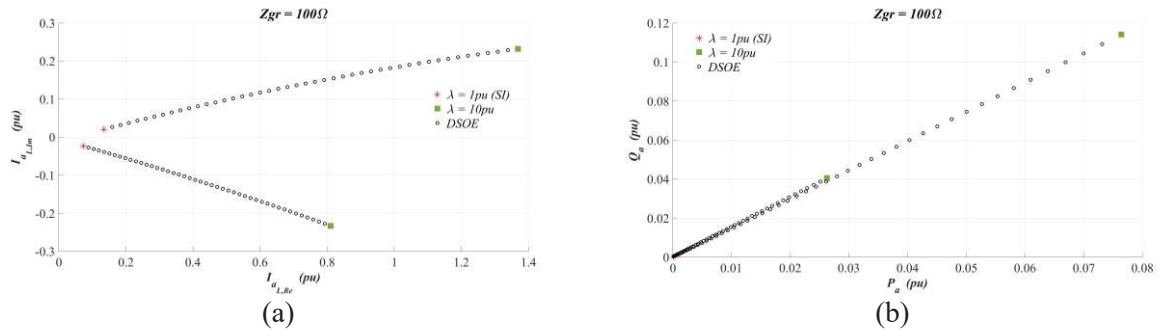 Zgr = 100Ω
0.3
0.2
0.1
0
-0.1
-0.2
-0.3
I_{a_{L,Im}} (pu)
λ = 1pu (SI)
λ = 10pu
DSOE
0 0.2 0.4 0.6 0.8 1 1.2 1.4
I_{a_{L,Re}} (pu)
(a)
Zgr = 100Ω
0.12
0.1
0.08
0.06
0.04
0.02
0
Q_a (pu)
λ = 1pu (SI)
λ = 10pu
DSOE
0 0.01 0.02 0.03 0.04 0.05 0.06 0.07 0.08
P_a (pu)
(b)